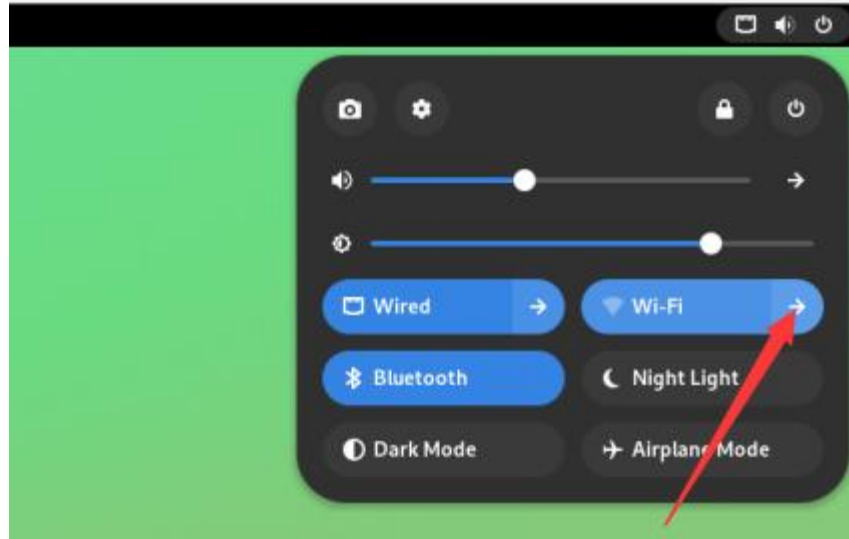 Wired
Wi-Fi
Bluetooth
Night Light
Dark Mode
Airplane Mode